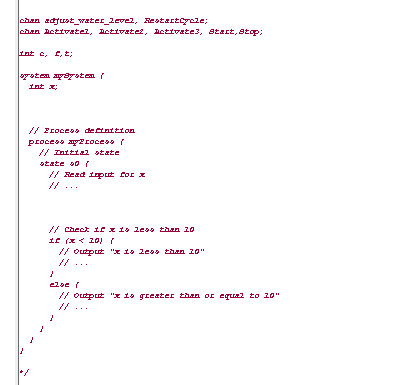 chan adjust_water_level, RestartCycle;
chan Activate1, Activate2, Activate3, Start,Stop;
int c, f,t;
system mySystem {
int x;
// Process definition
process myProcess {
// Initial state
state s0 {
// Read input for x
// ...
// Check if x is less than 10
if (x < 10) {
// Output "x is less than 10"
// ...
}
else {
// Output "x is greater than or equal to 10"
// ...
}
}
}
}
*/